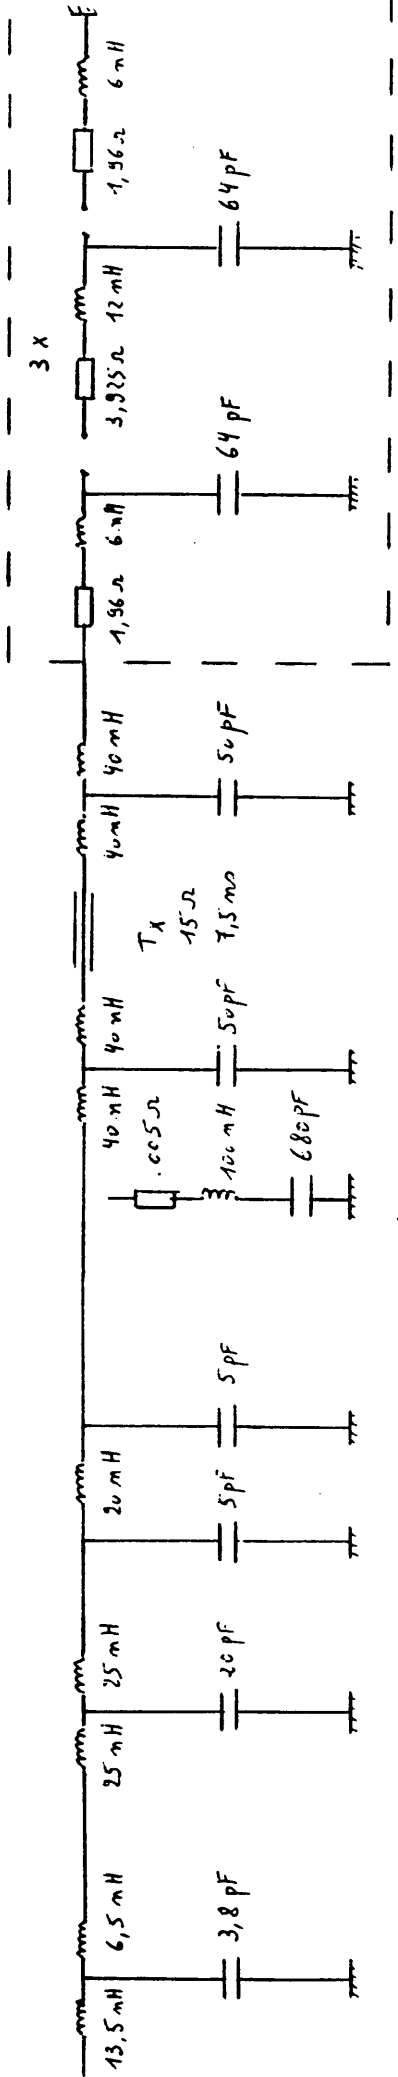 13,5 nH
6,5 nH
3,8 pF
25 nH
25 nH
20 pF
20 nH
5 pF
5 pF
.005 Ω
100 nH
680 pF
40 nH
40 nH
50 pF
Tx
15 Ω
7,5 ns
40 nH
40 nH
50 pF
3 x
1,96 Ω
6 nH
64 pF
3,925 Ω
12 nH
64 pF
1,96 Ω
6 nH